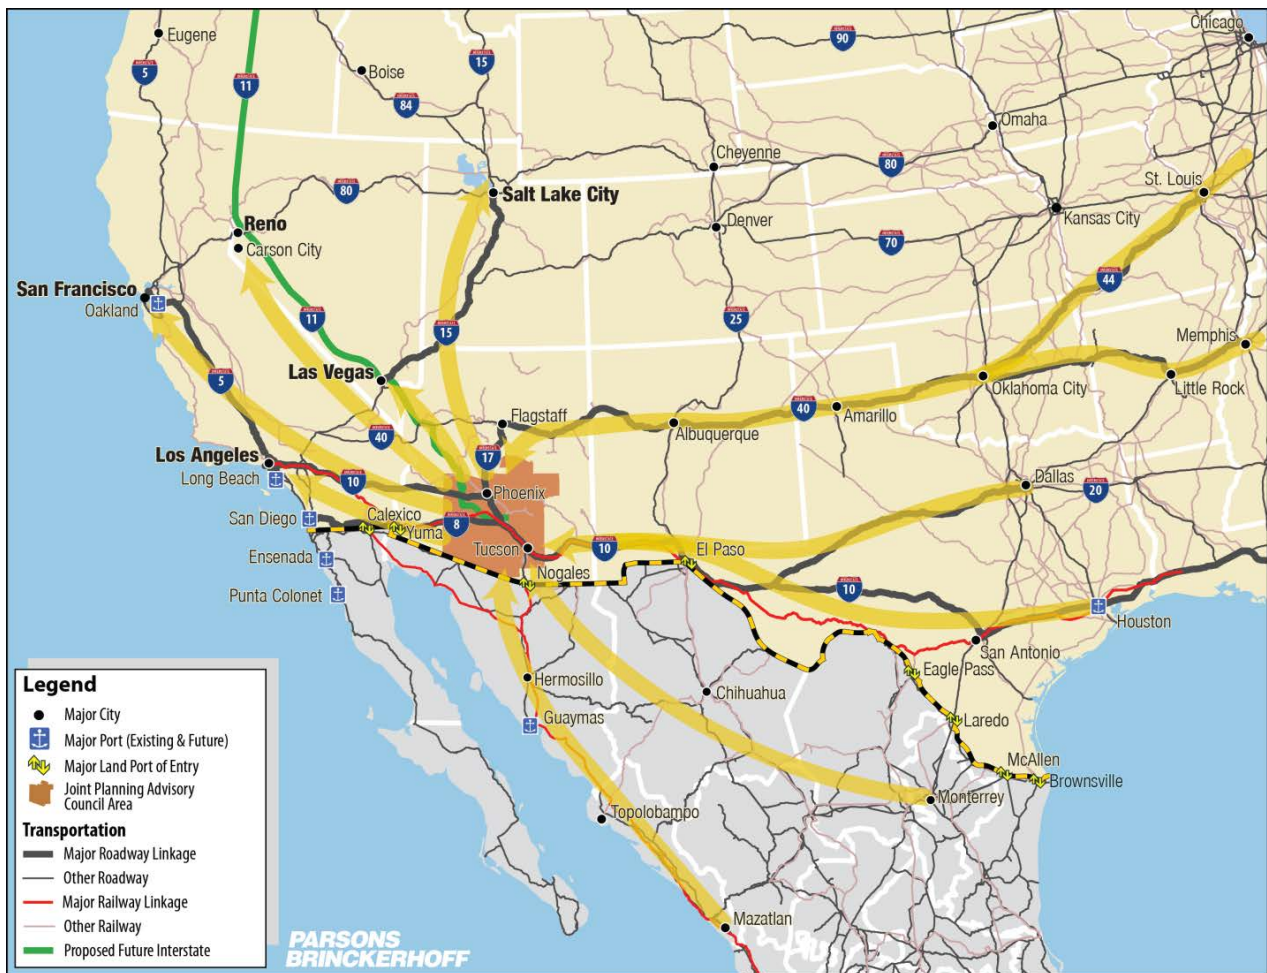 Chicago
Eugene
90
5
11
15
Boise
84
Omaha
Cheyenne
80
St. Louis
80
Salt Lake City
Kansas City
Reno
Denver
70
Carson City
44
San Francisco
Oakland
11
25
15
Memphis
Las Vegas
5
Oklahoma City
Little Rock
40
Amarillo
Flagstaff
Albuquerque
40
17
Los Angeles
Long Beach
10
Phoenix
Dallas
20
San Diego
Calexico
Yuma
8
Tucson
10
El Paso
Ensenada
Nogales
10
Punta Colonet
Houston
San Antonio
Eagle Pass
Hermosillo
Chihuahua
Guaymas
Laredo
McAllen
Brownsville
Monterrey
Topolobampo
Mazatlan
Legend
Major City
Major Port (Existing & Future)
Major Land Port of Entry
Joint Planning Advisory
Council Area
Transportation
Major Roadway Linkage
Other Roadway
Major Railway Linkage
Other Railway
Proposed Future Interstate
PARSONS
BRINCKERHOFF